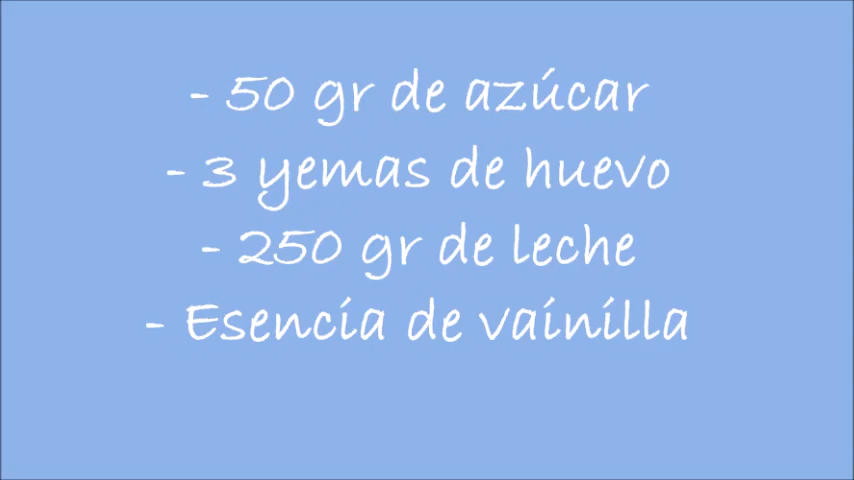 - 50 gr de azúcar
- 3 yemas de huevo
- 250 gr de leche
- Esencia de vainilla